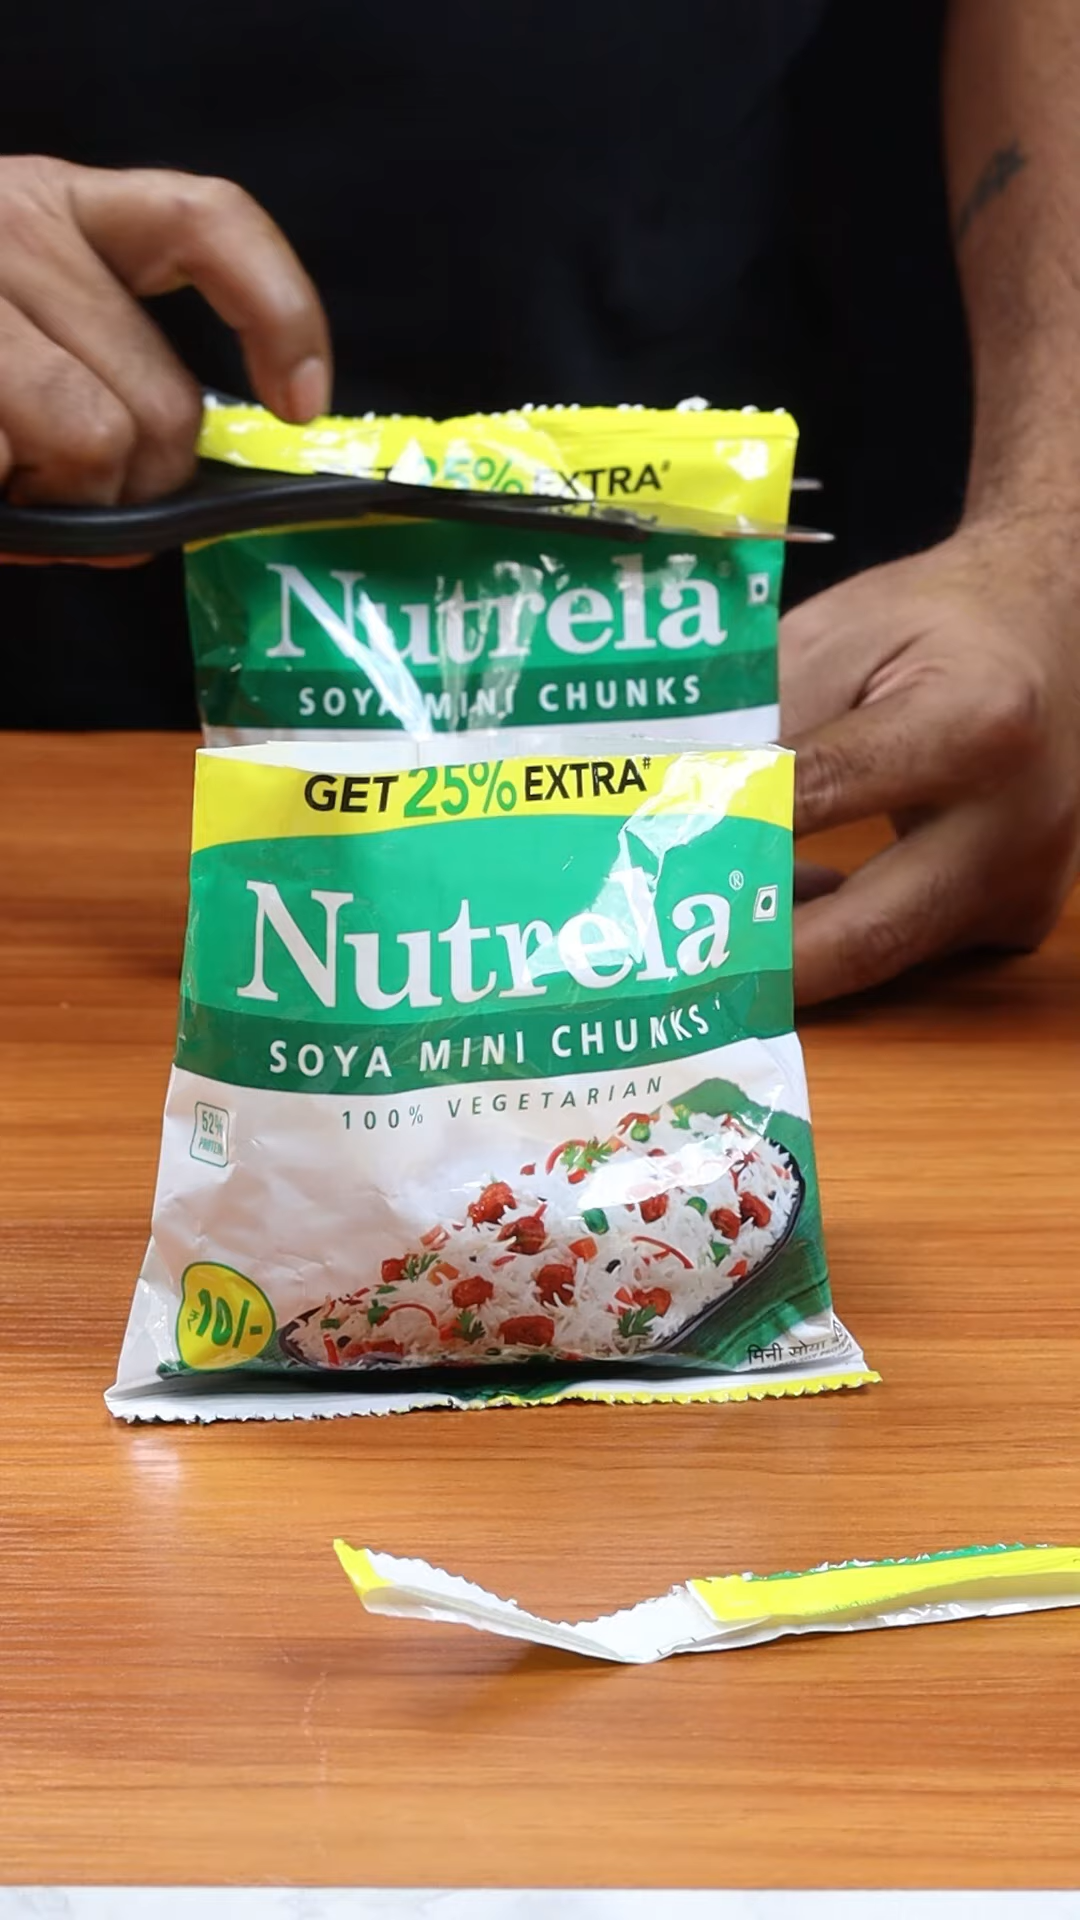 EXTRA#
Nutrela
SOYA MINI CHUNKS
GET 25% EXTRA#
Nutrela®
SOYA MINI CHUNKS
100% VEGETARIAN
52%
PROTEIN
₹10/-
मिनी सोया